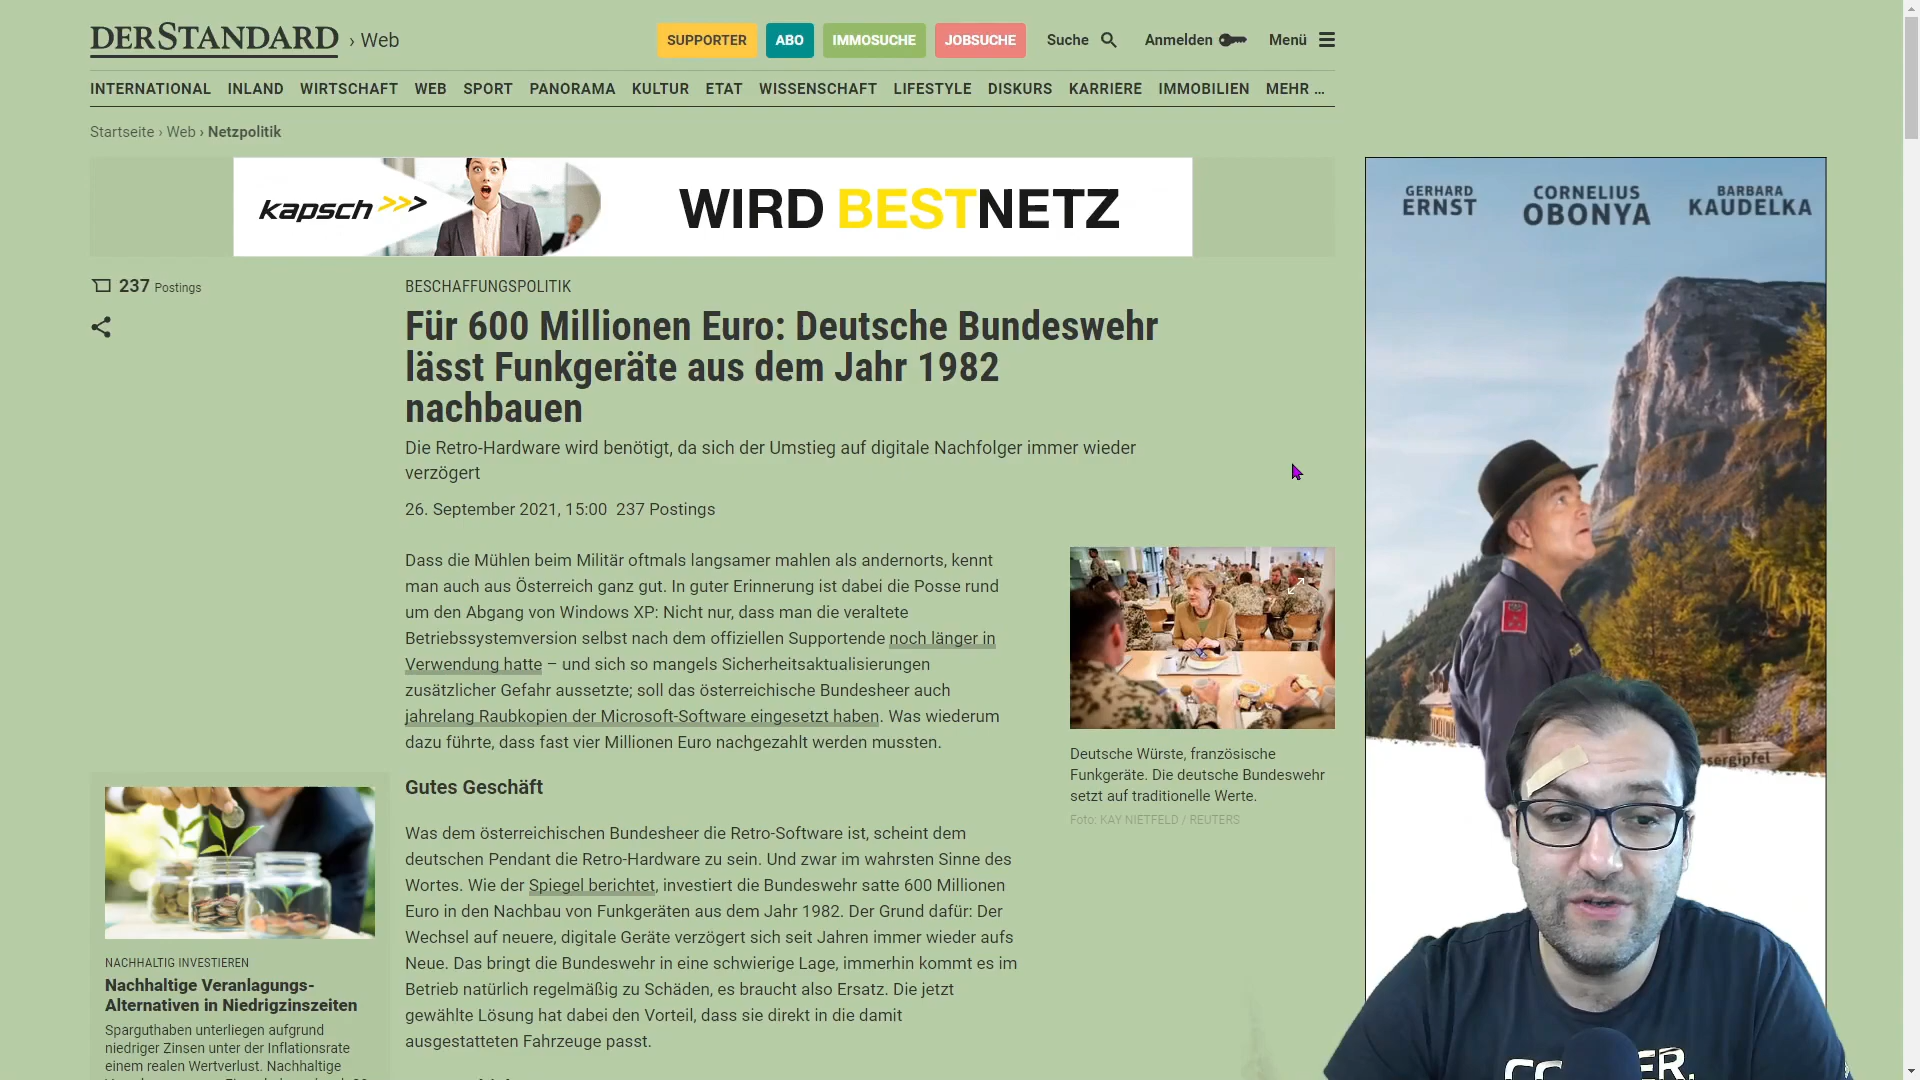 DERSTANDARD › Web
SUPPORTER ABO IMMOSUCHE JOBSUCHE Suche Anmelden Menü
INTERNATIONAL INLAND WIRTSCHAFT WEB SPORT PANORAMA KULTUR ETAT WISSENSCHAFT LIFESTYLE DISKURS KARRIERE IMMOBILIEN MEHR ...
Startseite › Web › Netzpolitik
kapsch >>>
WIRD BESTNETZ
GERHARD ERNST
CORNELIUS OBONYA
BARBARA KAUDELKA
237 Postings
BESCHAFFUNGSPOLITIK
Für 600 Millionen Euro: Deutsche Bundeswehr
lässt Funkgeräte aus dem Jahr 1982
nachbauen
Die Retro-Hardware wird benötigt, da sich der Umstieg auf digitale Nachfolger immer wieder
verzögert
26. September 2021, 15:00 237 Postings
Dass die Mühlen beim Militär oftmals langsamer mahlen als andernorts, kennt
man auch aus Österreich ganz gut. In guter Erinnerung ist dabei die Posse rund
um den Abgang von Windows XP: Nicht nur, dass man die veraltete
Betriebssystemversion selbst nach dem offiziellen Supportende noch länger in
Verwendung hatte – und sich so mangels Sicherheitsaktualisierungen
zusätzlicher Gefahr aussetzte; soll das österreichische Bundesheer auch
jahrelang Raubkopien der Microsoft-Software eingesetzt haben. Was wiederum
dazu führte, dass fast vier Millionen Euro nachgezahlt werden mussten.
Gutes Geschäft
Was dem österreichischen Bundesheer die Retro-Software ist, scheint dem
deutschen Pendant die Retro-Hardware zu sein. Und zwar im wahrsten Sinne des
Wortes. Wie der Spiegel berichtet, investiert die Bundeswehr satte 600 Millionen
Euro in den Nachbau von Funkgeräten aus dem Jahr 1982. Der Grund dafür: Der
Wechsel auf neuere, digitale Geräte verzögert sich seit Jahren immer wieder aufs
Neue. Das bringt die Bundeswehr in eine schwierige Lage, immerhin kommt es im
Betrieb natürlich regelmäßig zu Schäden, es braucht also Ersatz. Die jetzt
gewählte Lösung hat dabei den Vorteil, dass sie direkt in die damit
ausgestatteten Fahrzeuge passt.
Deutsche Würste, französische
Funkgeräte. Die deutsche Bundeswehr
setzt auf traditionelle Werte.
Foto: KAY NIETFELD / REUTERS
NACHHALTIG INVESTIEREN
Nachhaltige Veranlagungs-
Alternativen in Niedrigzinszeiten
Sparguthaben unterliegen aufgrund
niedriger Zinsen unter der Inflationsrate
einem realen Wertverlust. Nachhaltige